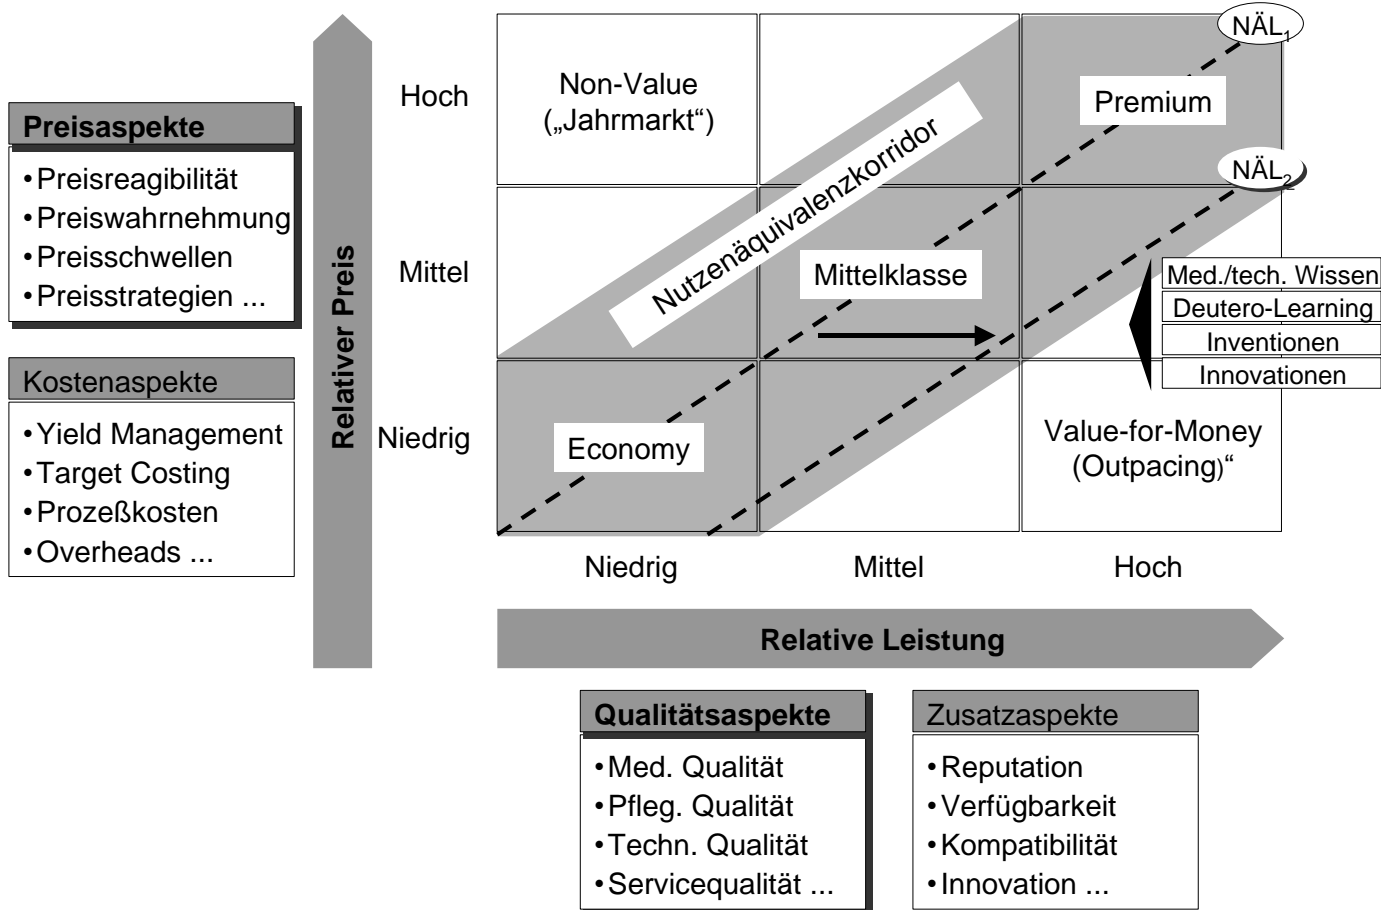 Preisaspekte
•Preisreagibilität
•Preiswahrnehmung
•Preisschwellen
•Preisstrategien ...
Kostenaspekte
•Yield Management
•Target Costing
•Prozeßkosten
•Overheads ...
Relativer Preis
Hoch
Mittel
Niedrig
Non-Value
(„Jahrmarkt“)
Nutzenäquivalenzkorridor
Premium
NÄL1
NÄL2
Mittelklasse
Economy
Med./tech. Wissen
Deutero-Learning
Inventionen
Innovationen
Value-for-Money
(Outpacing)“
Niedrig
Mittel
Hoch
Relative Leistung
Qualitätsaspekte
•Med. Qualität
•Pfleg. Qualität
•Techn. Qualität
•Servicequalität ...
Zusatzaspekte
•Reputation
•Verfügbarkeit
•Kompatibilität
•Innovation ...